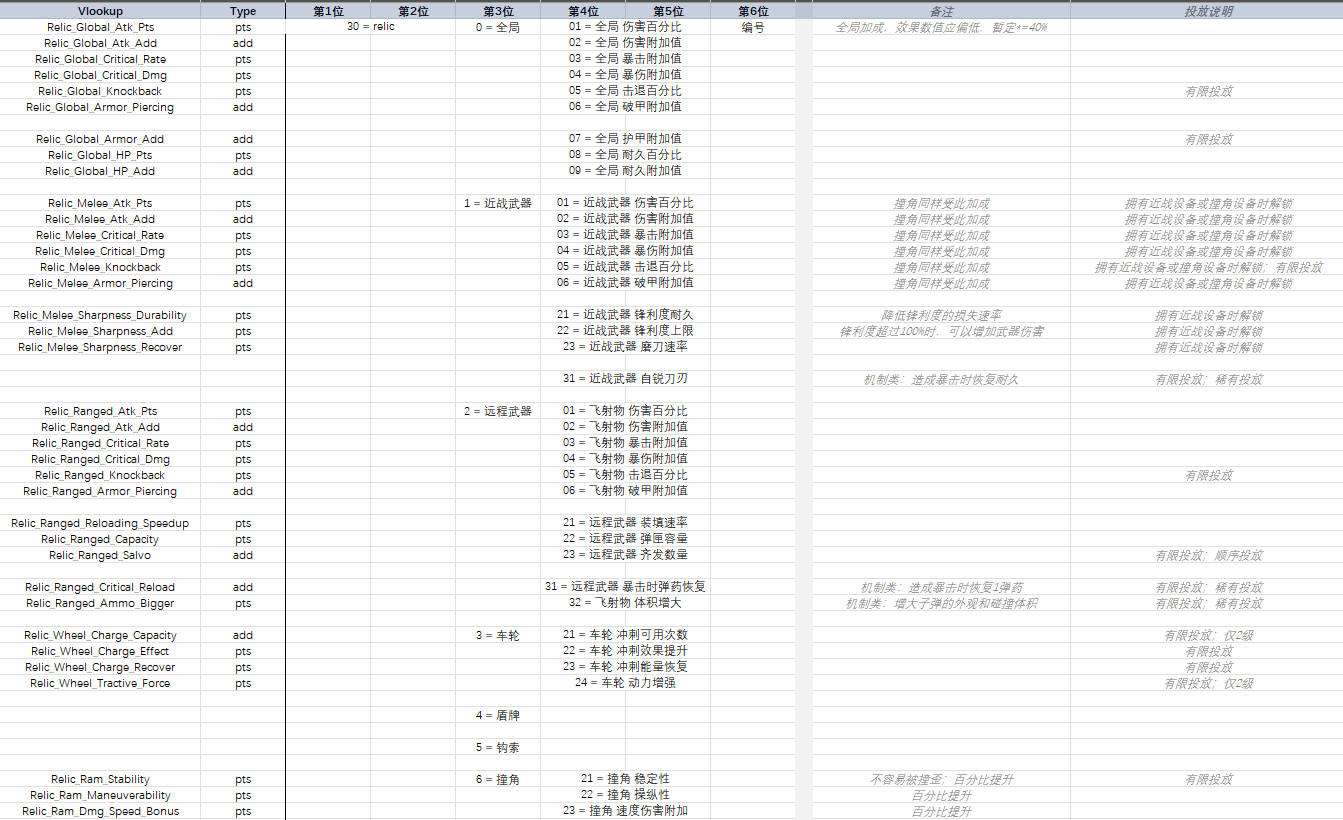 Vlookup Type 第1位 第2位 第3位 第4位 第5位 第6位 备注 投放说明
Relic_Global_Atk_Pts pts 30 = relic 0 = 全局 01 = 全局 伤害百分比 编号 全局加成，效果数值应偏低，暂定*=40%
Relic_Global_Atk_Add add 02 = 全局 伤害附加值
Relic_Global_Critical_Rate pts 03 = 全局 暴击附加值
Relic_Global_Critical_Dmg pts 04 = 全局 暴伤附加值
Relic_Global_Knockback pts 05 = 全局 击退百分比 有限投放
Relic_Global_Armor_Piercing add 06 = 全局 破甲附加值
Relic_Global_Armor_Add add 07 = 全局 护甲附加值 有限投放
Relic_Global_HP_Pts pts 08 = 全局 耐久百分比
Relic_Global_HP_Add add 09 = 全局 耐久附加值
Relic_Melee_Atk_Pts pts 1 = 近战武器 01 = 近战武器 伤害百分比 撞角同样受此加成 拥有近战设备或撞角设备时解锁
Relic_Melee_Atk_Add add 02 = 近战武器 伤害附加值 撞角同样受此加成 拥有近战设备或撞角设备时解锁
Relic_Melee_Critical_Rate pts 03 = 近战武器 暴击附加值 撞角同样受此加成 拥有近战设备或撞角设备时解锁
Relic_Melee_Critical_Dmg pts 04 = 近战武器 暴伤附加值 撞角同样受此加成 拥有近战设备或撞角设备时解锁
Relic_Melee_Knockback pts 05 = 近战武器 击退百分比 撞角同样受此加成 拥有近战设备或撞角设备时解锁；有限投放
Relic_Melee_Armor_Piercing add 06 = 近战武器 破甲附加值 撞角同样受此加成 拥有近战设备或撞角设备时解锁
Relic_Melee_Sharpness_Durability pts 21 = 近战武器 锋利度耐久 降低锋利度的损失速率 拥有近战设备时解锁
Relic_Melee_Sharpness_Add pts 22 = 近战武器 锋利度上限 锋利度超过100%时，可以增加武器伤害 拥有近战设备时解锁
Relic_Melee_Sharpness_Recover pts 23 = 近战武器 磨刀速率 拥有近战设备时解锁
31 = 近战武器 自锐刀刃 机制类：造成暴击时恢复耐久 有限投放；稀有投放
Relic_Ranged_Atk_Pts pts 2 = 远程武器 01 = 飞射物 伤害百分比
Relic_Ranged_Atk_Add add 02 = 飞射物 伤害附加值
Relic_Ranged_Critical_Rate pts 03 = 飞射物 暴击附加值
Relic_Ranged_Critical_Dmg pts 04 = 飞射物 暴伤附加值
Relic_Ranged_Knockback pts 05 = 飞射物 击退百分比 有限投放
Relic_Ranged_Armor_Piercing add 06 = 飞射物 破甲附加值
Relic_Ranged_Reloading_Speedup pts 21 = 远程武器 装填速率
Relic_Ranged_Capacity pts 22 = 远程武器 弹匣容量
Relic_Ranged_Salvo add 23 = 远程武器 齐发数量 有限投放；顺序投放
Relic_Ranged_Critical_Reload add 31 = 远程武器 暴击时弹药恢复 机制类：造成暴击时恢复1弹药 有限投放；稀有投放
Relic_Ranged_Ammo_Bigger pts 32 = 飞射物 体积增大 机制类：增大子弹的外观和碰撞体积 有限投放；稀有投放
Relic_Wheel_Charge_Capacity add 3 = 车轮 21 = 车轮 冲刺可用次数 有限投放；仅2级
Relic_Wheel_Charge_Effect pts 22 = 车轮 冲刺效果提升 有限投放
Relic_Wheel_Charge_Recover pts 23 = 车轮 冲刺能量恢复 有限投放
Relic_Wheel_Tractive_Force pts 24 = 车轮 动力增强 有限投放；仅2级
4 = 盾牌
5 = 钩索
Relic_Ram_Stability pts 6 = 撞角 21 = 撞角 稳定性 不容易被撞歪；百分比提升 有限投放
Relic_Ram_Maneuverability pts 22 = 撞角 操纵性 百分比提升
Relic_Ram_Dmg_Speed_Bonus pts 23 = 撞角 速度伤害附加 百分比提升